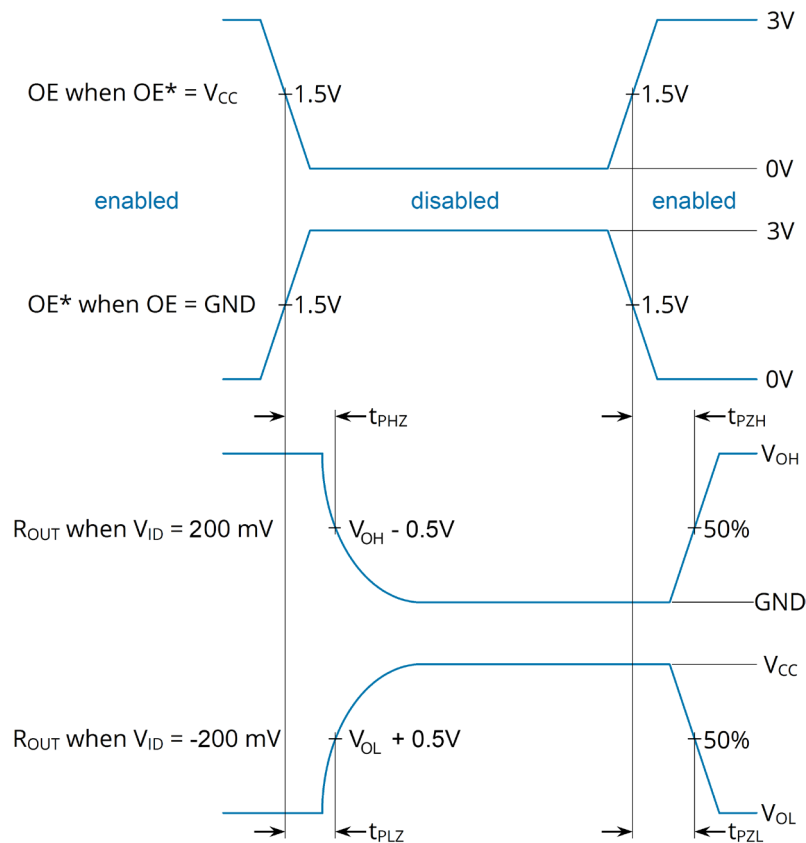 3V
OE when OE* = VCC
1.5V
1.5V
0V
enabled
disabled
enabled
3V
OE* when OE = GND
1.5V
1.5V
0V
tPHZ
tPZH
VOH
ROUT when VID = 200 mV
VOH - 0.5V
50%
GND
VCC
ROUT when VID = -200 mV
VOL + 0.5V
50%
VOL
tPLZ
tPZL